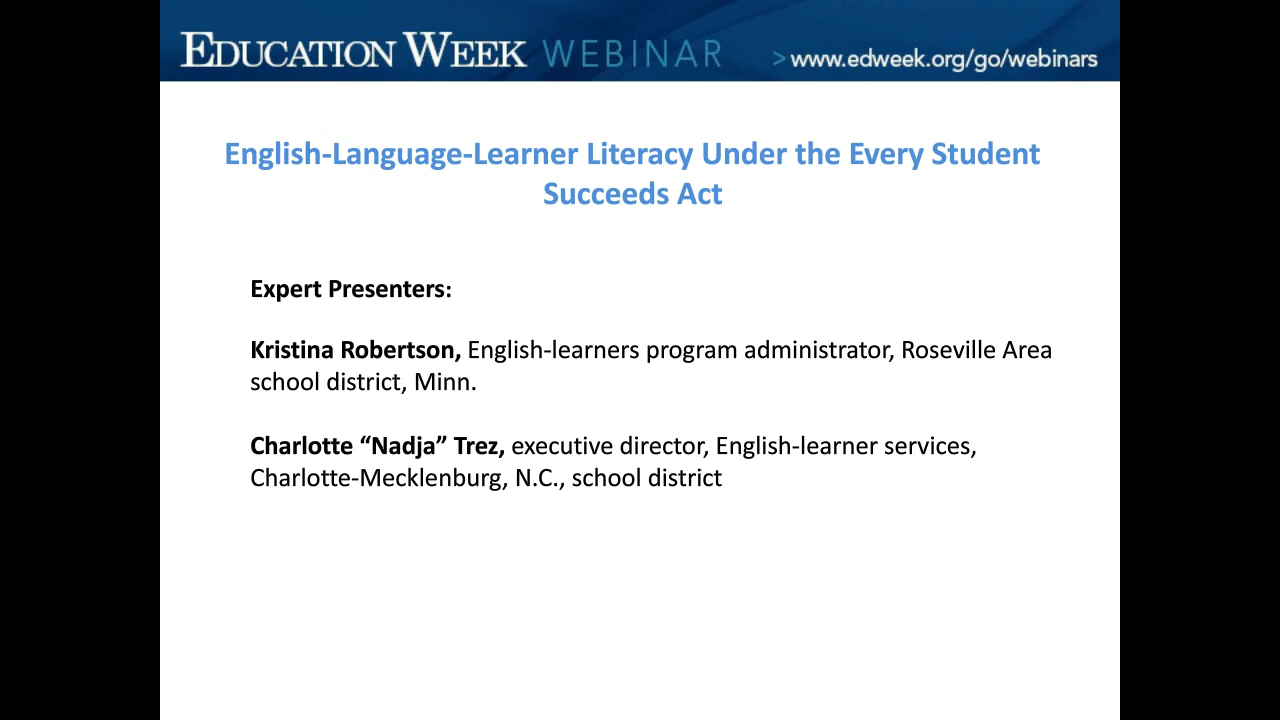 EDUCATION WEEK WEBINAR > www.edweek.org/go/webinars
English-Language-Learner Literacy Under the Every Student
Succeeds Act
Expert Presenters:
Kristina Robertson, English-learners program administrator, Roseville Area
school district, Minn.
Charlotte “Nadja” Trez, executive director, English-learner services,
Charlotte-Mecklenburg, N.C., school district